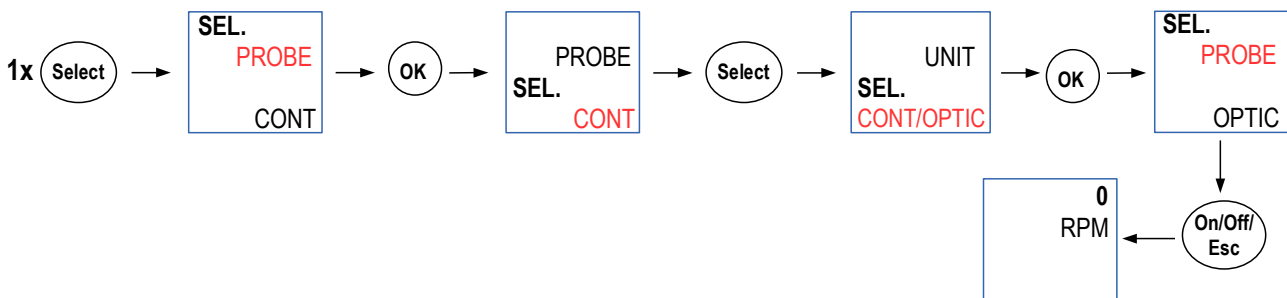 1x
Select
SEL.
PROBE
CONT
OK
PROBE
SEL.
CONT
Select
UNIT
SEL.
CONT/OPTIC
OK
SEL.
PROBE
OPTIC
On/Off/
Esc
0
RPM